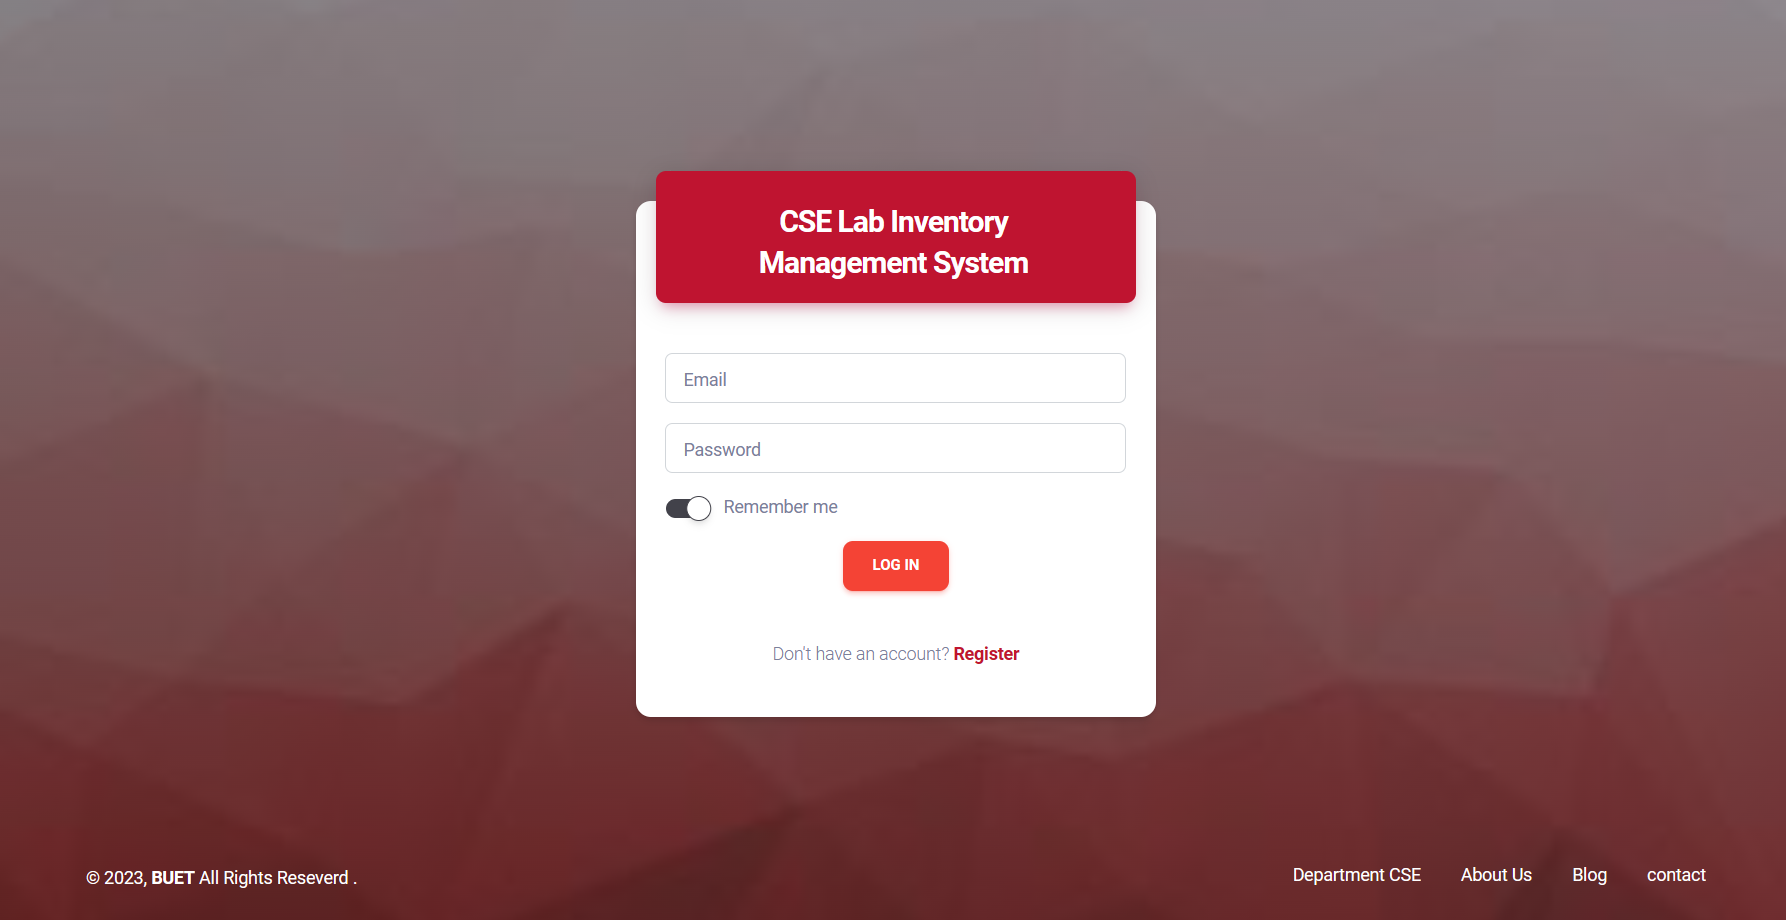 CSE Lab Inventory
Management System
Email
Password
Remember me
LOG IN
Don't have an account? Register
© 2023, BUET All Rights Reseverd .
Department CSE
About Us
Blog
contact